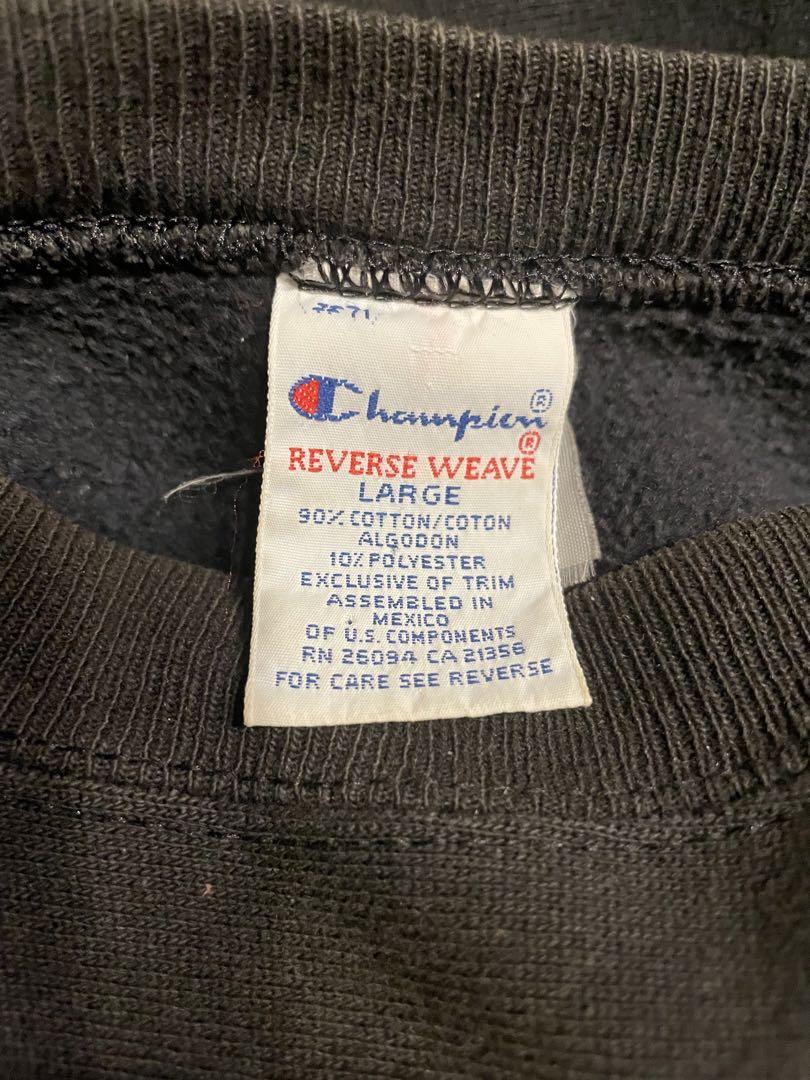 71
Champion®
REVERSE WEAVE®
LARGE
90% COTTON/COTON
ALGODON
10% POLYESTER
EXCLUSIVE OF TRIM
ASSEMBLED IN
MEXICO
OF U.S. COMPONENTS
RN 26094 CA 21356
FOR CARE SEE REVERSE